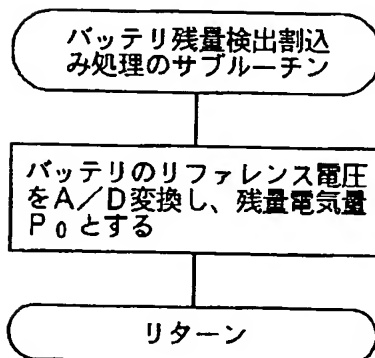 バッテリ残量検出割込
み処理のサブルーチン
バッテリのリファレンス電圧
をA／D変換し、残量電気量
P₀とする
リターン